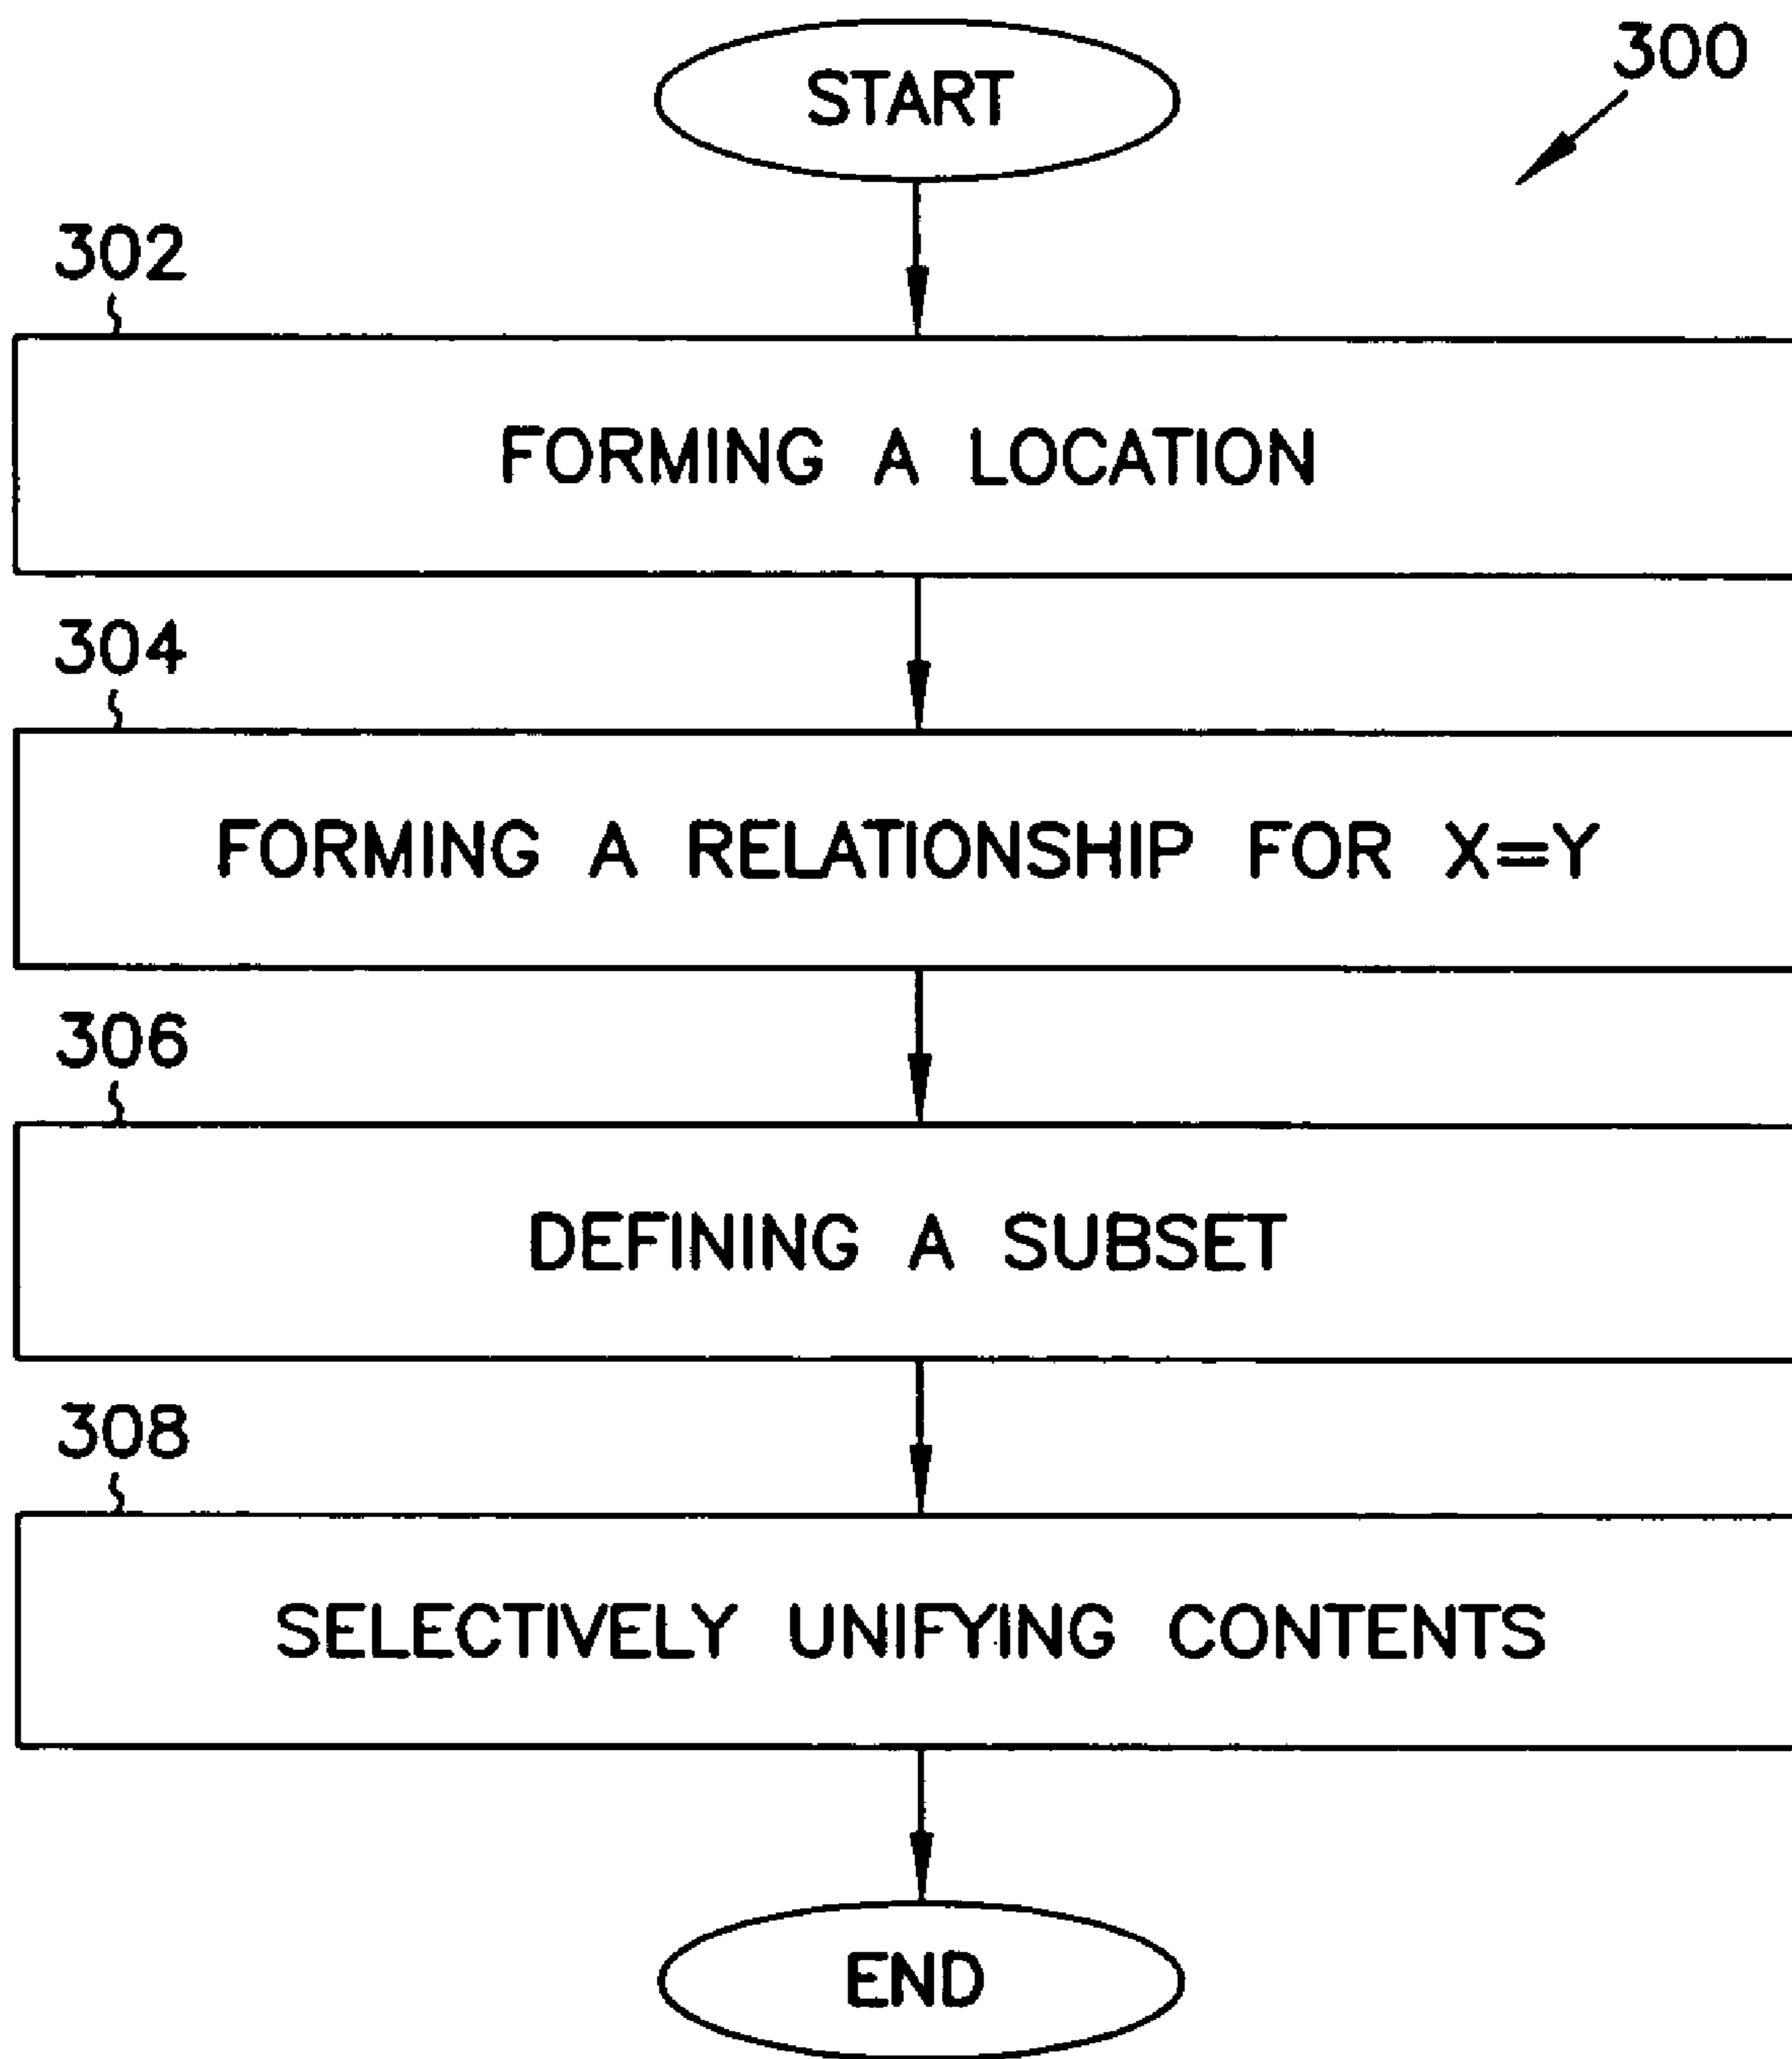 START
300
302
FORMING A LOCATION
304
FORMING A RELATIONSHIP FOR X=Y
306
DEFINING A SUBSET
308
SELECTIVELY UNIFYING CONTENTS
END